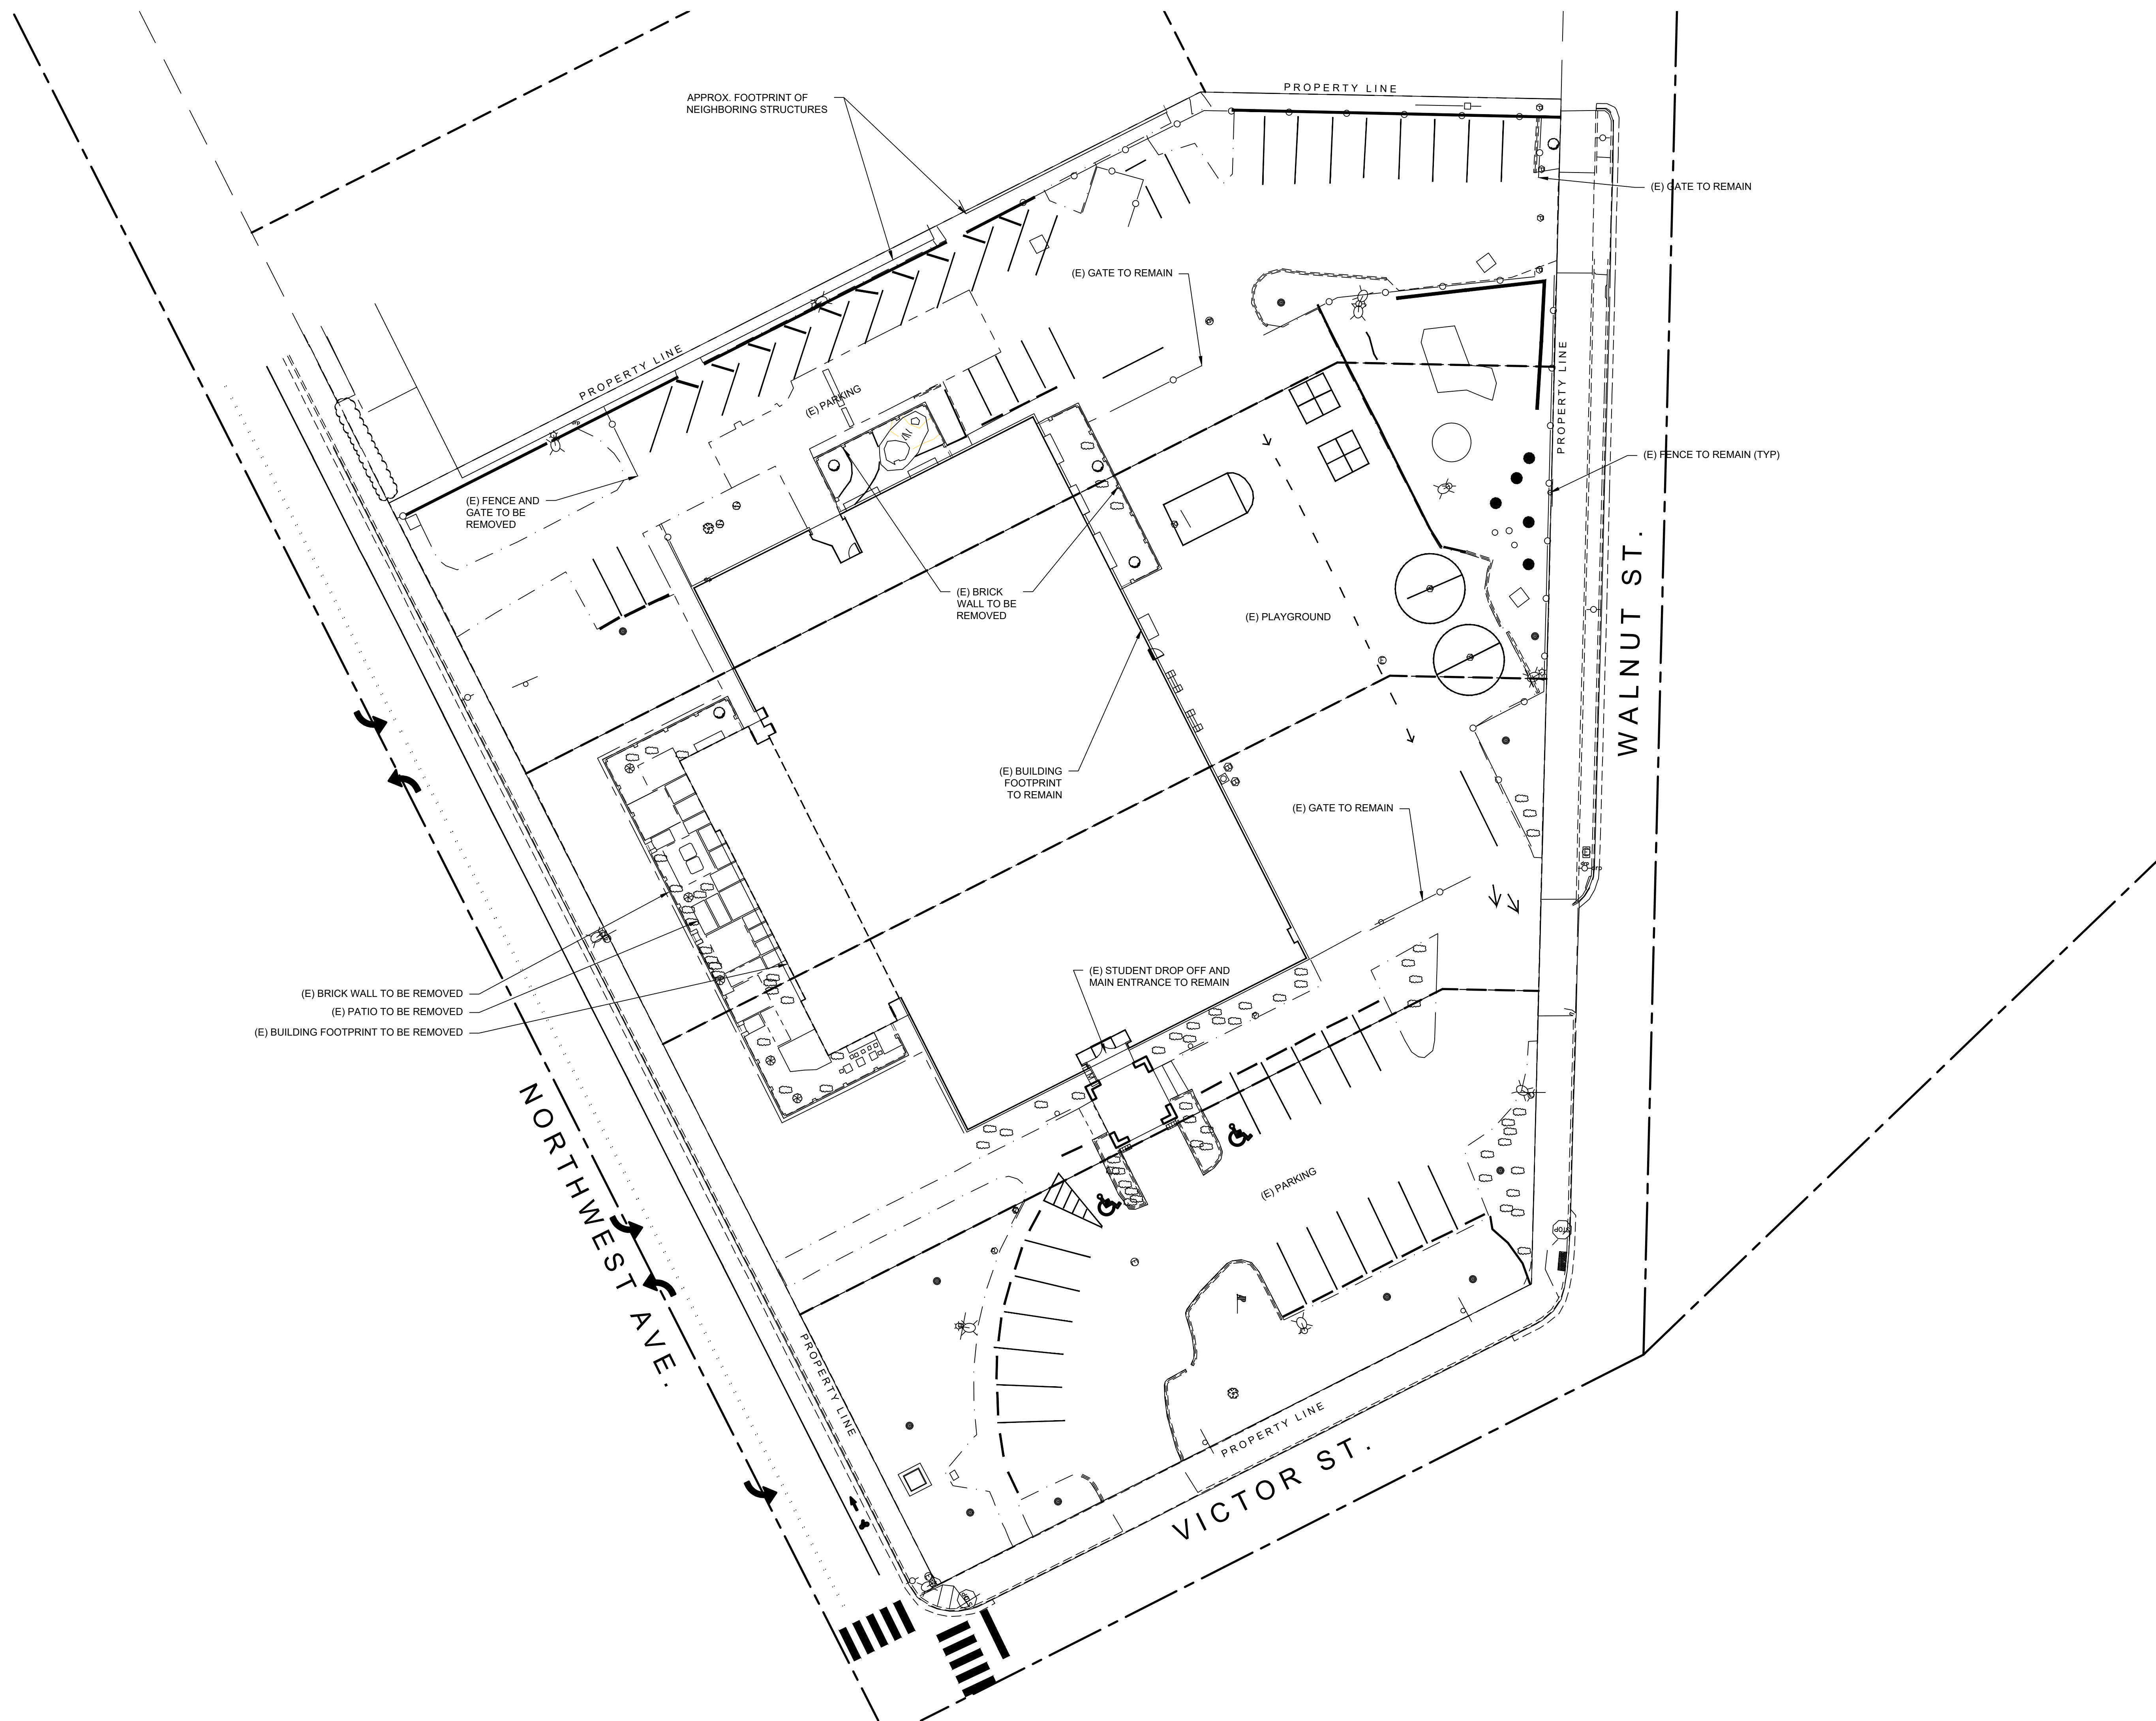 PROPERTY LINE
APPROX. FOOTPRINT OF
NEIGHBORING STRUCTURES
(E) GATE TO REMAIN
(E) GATE TO REMAIN
PROPERTY LINE
PROPERTY LINE
(E) PARKING
(E) FENCE TO REMAIN (TYP)
(E) FENCE AND
GATE TO BE
REMOVED
(E) BRICK
WALL TO BE
REMOVED
(E) PLAYGROUND
WALNUT ST.
(E) BUILDING
FOOTPRINT
TO REMAIN
(E) GATE TO REMAIN
(E) STUDENT DROP OFF AND
MAIN ENTRANCE TO REMAIN
(E) BRICK WALL TO BE REMOVED
(E) PATIO TO BE REMOVED
(E) BUILDING FOOTPRINT TO BE REMOVED
NORTHWEST AVE.
(E) PARKING
STOP
PROPERTY LINE
PROPERTY LINE
VICTOR ST.